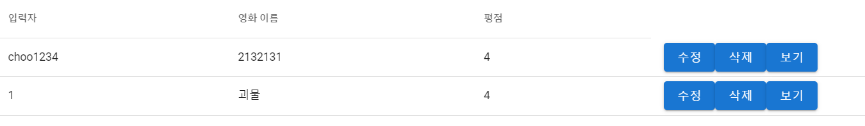 입력자 영화 이름 평점
choo1234 2132131 4 수정 삭제 보기
1 괴물 4 수정 삭제 보기